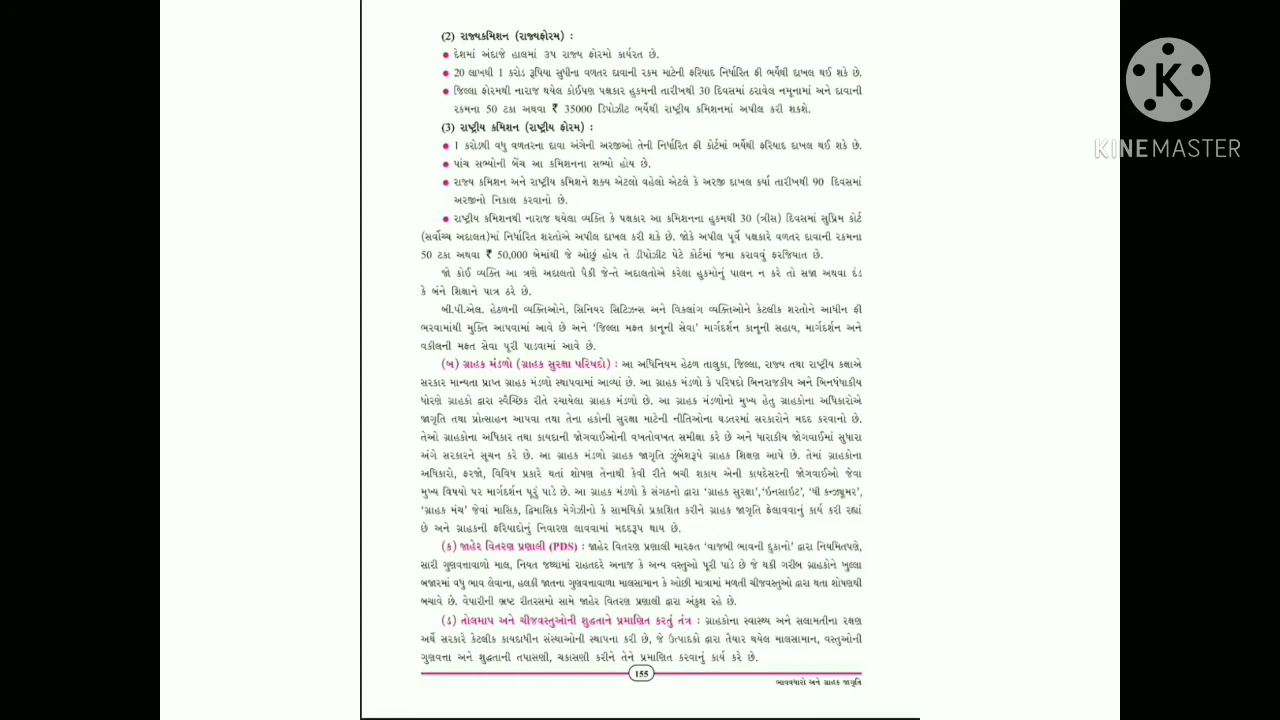 (2) રાજ્યકમિશન (રાજ્યફોરમ) :
• દેશમાં અંદાજે હાલમાં ૩૫ રાજ્ય ફોરમો કાર્યરત છે.
• 20 લાખથી 1 કરોડ રૂપિયા સુધીના વળતર દાવાની રકમ માટેની ફરિયાદ નિર્ધારિત ફી ભર્યેથી દાખલ થઈ શકે છે.
• જિલ્લા ફોરમથી નારાજ થયેલ કોઈપણ પક્ષકાર હુકમની તારીખથી 30 દિવસમાં ઠરાવેલ નમૂનામાં અને દાવાની
રકમના 50 ટકા અથવા ₹ 35000 ડિપોઝીટ ભર્યેથી રાષ્ટ્રીય કમિશનમાં અપીલ કરી શકશે.
(3) રાષ્ટ્રીય કમિશન (રાષ્ટ્રીય ફોરમ) :
• 1 કરોડથી વધુ વળતરના દાવા અંગેની અરજીઓ તેની નિર્ધારિત ફી કોર્ટમાં ભર્યેથી ફરિયાદ દાખલ થઈ શકે છે.
• પાંચ સભ્યોની બેંચ આ કમિશનના સભ્યો હોય છે.
• રાજ્ય કમિશન અને રાષ્ટ્રીય કમિશને શક્ય એટલો વહેલો એટલે કે અરજી દાખલ કર્યા તારીખથી 90 દિવસમાં
અરજીનો નિકાલ કરવાનો છે.
• રાષ્ટ્રીય કમિશનથી નારાજ થયેલા વ્યક્તિ કે પક્ષકાર આ કમિશનના હુકમથી 30 (ત્રીસ) દિવસમાં સુપ્રિમ કોર્ટ
(સર્વોચ્ચ અદાલત)માં નિર્ધારિત શરતોએ અપીલ દાખલ કરી શકે છે. જોકે અપીલ પૂર્વે પક્ષકારે વળતર દાવાની રકમના
50 ટકા અથવા ₹ 50,000 બેમાંથી જે ઓછું હોય તે ડીપોઝીટ પેટે કોર્ટમાં જમા કરાવવું ફરજિયાત છે.
જો કોઈ વ્યક્તિ આ ત્રણે અદાલતો પૈકી જે-તે અદાલતોએ કરેલા હુકમોનું પાલન ન કરે તો સજા અથવા દંડ
કે બંને શિક્ષાને પાત્ર ઠરે છે.
બી.પી.એલ. હેઠળની વ્યક્તિઓને, સિનિયર સિટિઝન્સ અને વિકલાંગ વ્યક્તિઓને કેટલીક શરતોને આધીન ફી
ભરવામાંથી મુક્તિ આપવામાં આવે છે અને ‘જિલ્લા મફત કાનૂની સેવા’ માર્ગદર્શન કાનૂની સહાય, માર્ગદર્શન અને
વકીલની મફત સેવા પૂરી પાડવામાં આવે છે.
(બ) ગ્રાહક મંડળો (ગ્રાહક સુરક્ષા પરિષદો) : આ અધિનિયમ હેઠળ તાલુકા, જિલ્લા, રાજ્ય તથા રાષ્ટ્રીય કક્ષાએ
સરકાર માન્યતા પ્રાપ્ત ગ્રાહક મંડળો સ્થાપવામાં આવ્યાં છે. આ ગ્રાહક મંડળો કે પરિષદો બિનરાજકીય અને બિનધંધાકીય
ધોરણે ગ્રાહકો દ્વારા સ્વૈચ્છિક રીતે રચાયેલા ગ્રાહક મંડળો છે. આ ગ્રાહક મંડળોનો મુખ્ય હેતુ ગ્રાહકોના અધિકારોએ
જાગૃતિ તથા પ્રોત્સાહન આપવા તથા તેના હકોની સુરક્ષા માટેની નીતિઓના ઘડતરમાં સરકારોને મદદ કરવાનો છે.
તેઓ ગ્રાહકોના અધિકાર તથા કાયદાની જોગવાઈઓની વખતોવખત સમીક્ષા કરે છે અને ધારાકીય જોગવાઈમાં સુધારા
અંગે સરકારને સૂચન કરે છે. આ ગ્રાહક મંડળો ગ્રાહક જાગૃતિ ઝુંબેશરૂપે ગ્રાહક શિક્ષણ આપે છે. તેમાં ગ્રાહકોના
અધિકારો, ફરજો, વિવિધ પ્રકારે થતાં શોષણ તેનાથી કેવી રીતે બચી શકાય એની કાયદેસરની જોગવાઈઓ જેવા
મુખ્ય વિષયો પર માર્ગદર્શન પૂરું પાડે છે. આ ગ્રાહક મંડળો કે સંગઠનો દ્વારા ‘ગ્રાહક સુરક્ષા’,‘ઇનસાઇટ’, ‘ધી કન્ઝ્યૂમર’,
‘ગ્રાહક મંચ’ જેવાં માસિક, દ્વિમાસિક મેગેઝીનો કે સામયિકો પ્રકાશિત કરીને ગ્રાહક જાગૃતિ ફેલાવવાનું કાર્ય કરી રહ્યાં
છે અને ગ્રાહકની ફરિયાદોનું નિવારણ લાવવામાં મદદરૂપ થાય છે.
(ક) જાહેર વિતરણ પ્રણાલી (PDS) : જાહેર વિતરણ પ્રણાલી મારફત ‘વાજબી ભાવની દુકાનો’ દ્વારા નિયમિતપણે,
સારી ગુણવત્તાવાળો માલ, નિયત જથ્થામાં રાહતદરે અનાજ કે અન્ય વસ્તુઓ પૂરી પાડે છે જે થકી ગરીબ ગ્રાહકોને ખુલ્લા
બજારમાં વધુ ભાવ લેવાના, હલકી જાતના ગુણવત્તાવાળા માલસામાન કે ઓછી માત્રામાં મળતી ચીજવસ્તુઓ દ્વારા થતા શોષણથી
બચાવે છે. વેપારીની ભ્રષ્ટ રીતરસમો સામે જાહેર વિતરણ પ્રણાલી દ્વારા અંકુશ રહે છે.
(ડ) તોલમાપ અને ચીજવસ્તુઓની શુદ્ધતાને પ્રમાણિત કરતું તંત્ર : ગ્રાહકોના સ્વાસ્થ્ય અને સલામતીના રક્ષણ
અર્થે સરકારે કેટલીક કાયદાધીન સંસ્થાઓની સ્થાપના કરી છે, જે ઉત્પાદકો દ્વારા તૈયાર થયેલ માલસામાન, વસ્તુઓની
ગુણવત્તા અને શુદ્ધતાની તપાસણી, ચકાસણી કરીને તેને પ્રમાણિત કરવાનું કાર્ય કરે છે.
155
ભાવવધારો અને ગ્રાહક જાગૃતિ
K
KINEMASTER